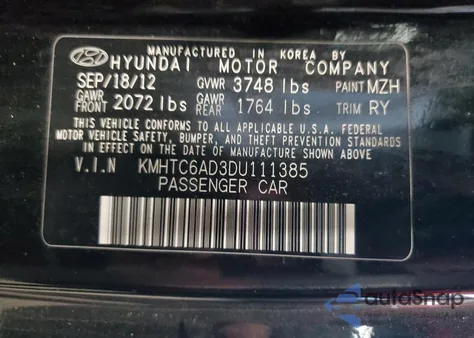 MANUFACTURED IN KOREA BY
HYUNDAI MOTOR COMPANY
SEP/18/12 GVWR 3748 lbs PAINT MZH
GAWR FRONT 2072 lbs GAWR REAR 1764 lbs TRIM RY
THIS VEHICLE CONFORMS TO ALL APPLICABLE U.S.A. FEDERAL
MOTOR VEHICLE SAFETY, BUMPER, AND THEFT PREVENTION STANDARDS
IN EFFECT ON THE DATE OF MANUFACTURE SHOWN ABOVE.
V.I.N KMHTC6AD3DU111385
PASSENGER CAR
autoSnap